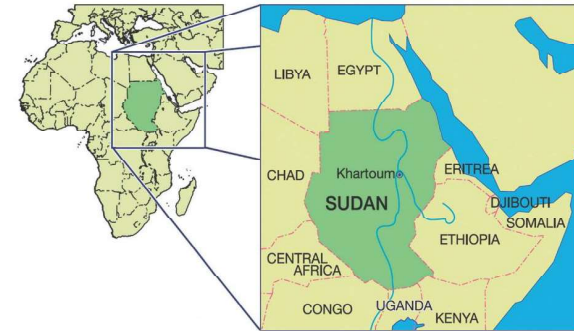 LIBYA
EGYPT
CHAD
Khartoum
ERITREA
SUDAN
DJIBOUTI
SOMALIA
ETHIOPIA
CENTRAL
AFRICA
CONGO
UGANDA
KENYA